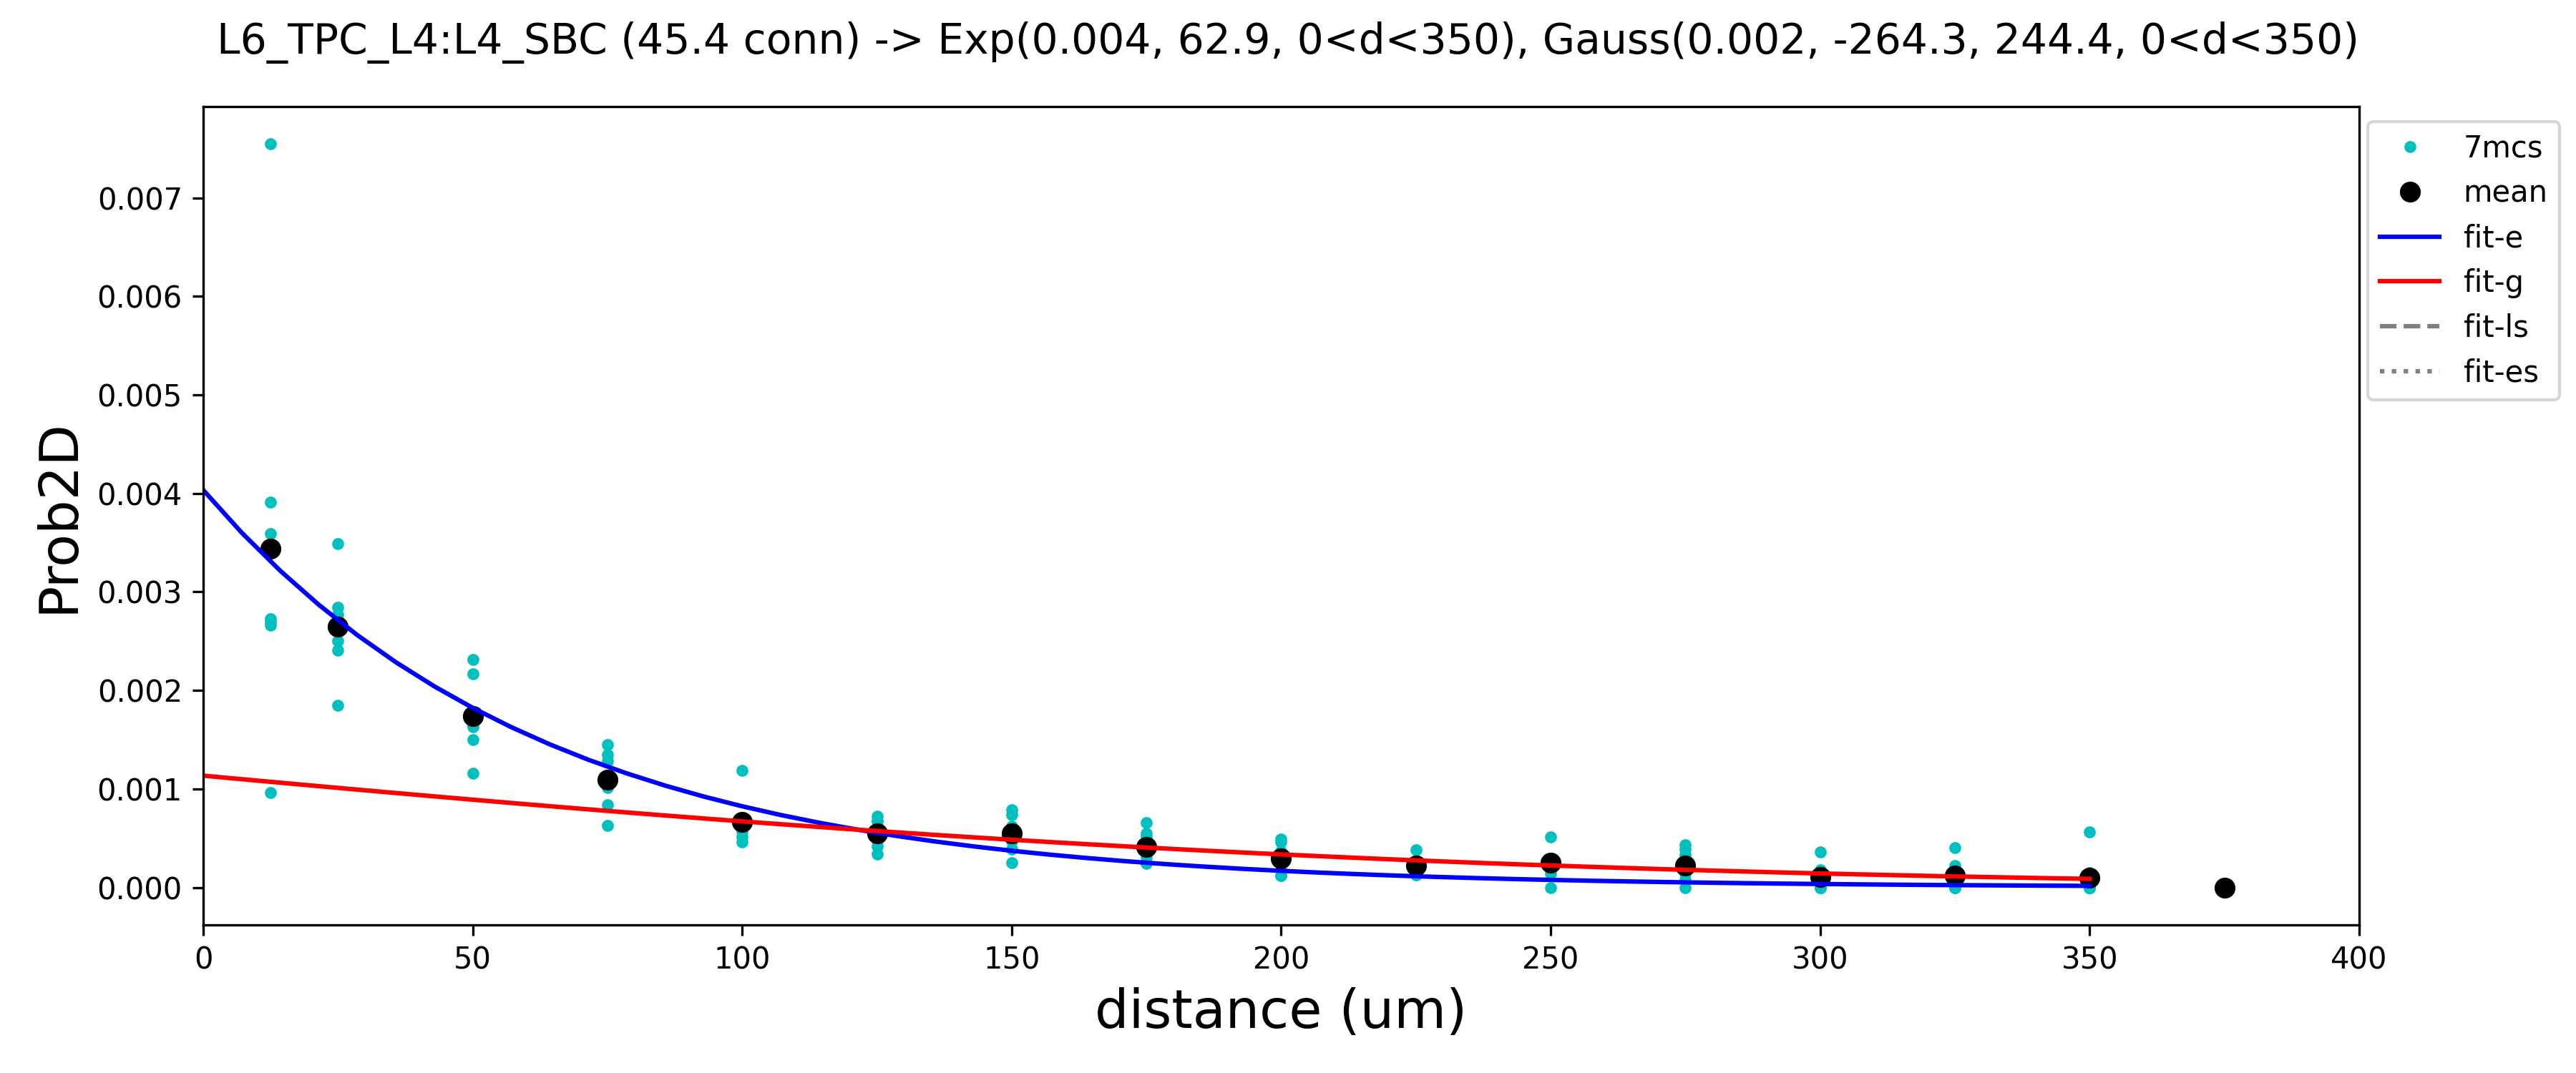 L6_TPC_L4:L4_SBC (45.4 conn) -> Exp(0.004, 62.9, 0<d<350), Gauss(0.002, -264.3, 244.4, 0<d<350)
Prob2D
0.007
0.006
0.005
0.004
0.003
0.002
0.001
0.000
0 50 100 150 200 250 300 350 400
distance (um)
7mcs
mean
fit-e
fit-g
fit-ls
fit-es